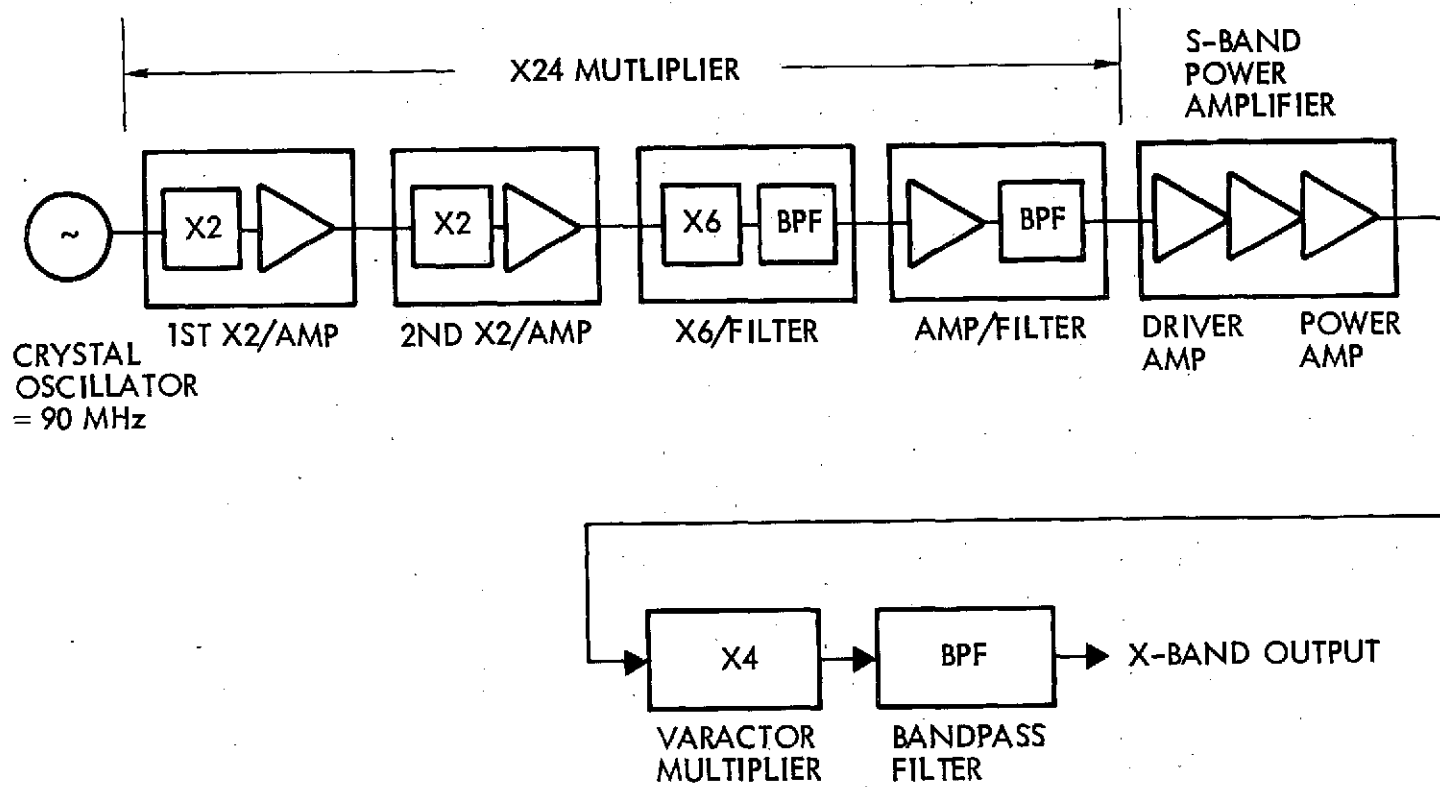 X24 MUTLIPLIER
S-BAND
POWER
AMPLIFIER
~
X2
X2
X6
BPF
BPF
1ST X2/AMP
2ND X2/AMP
X6/FILTER
AMP/FILTER
DRIVER
AMP
POWER
AMP
CRYSTAL
OSCILLATOR
= 90 MHz
X4
BPF
X-BAND OUTPUT
VARACTOR
MULTIPLIER
BANDPASS
FILTER